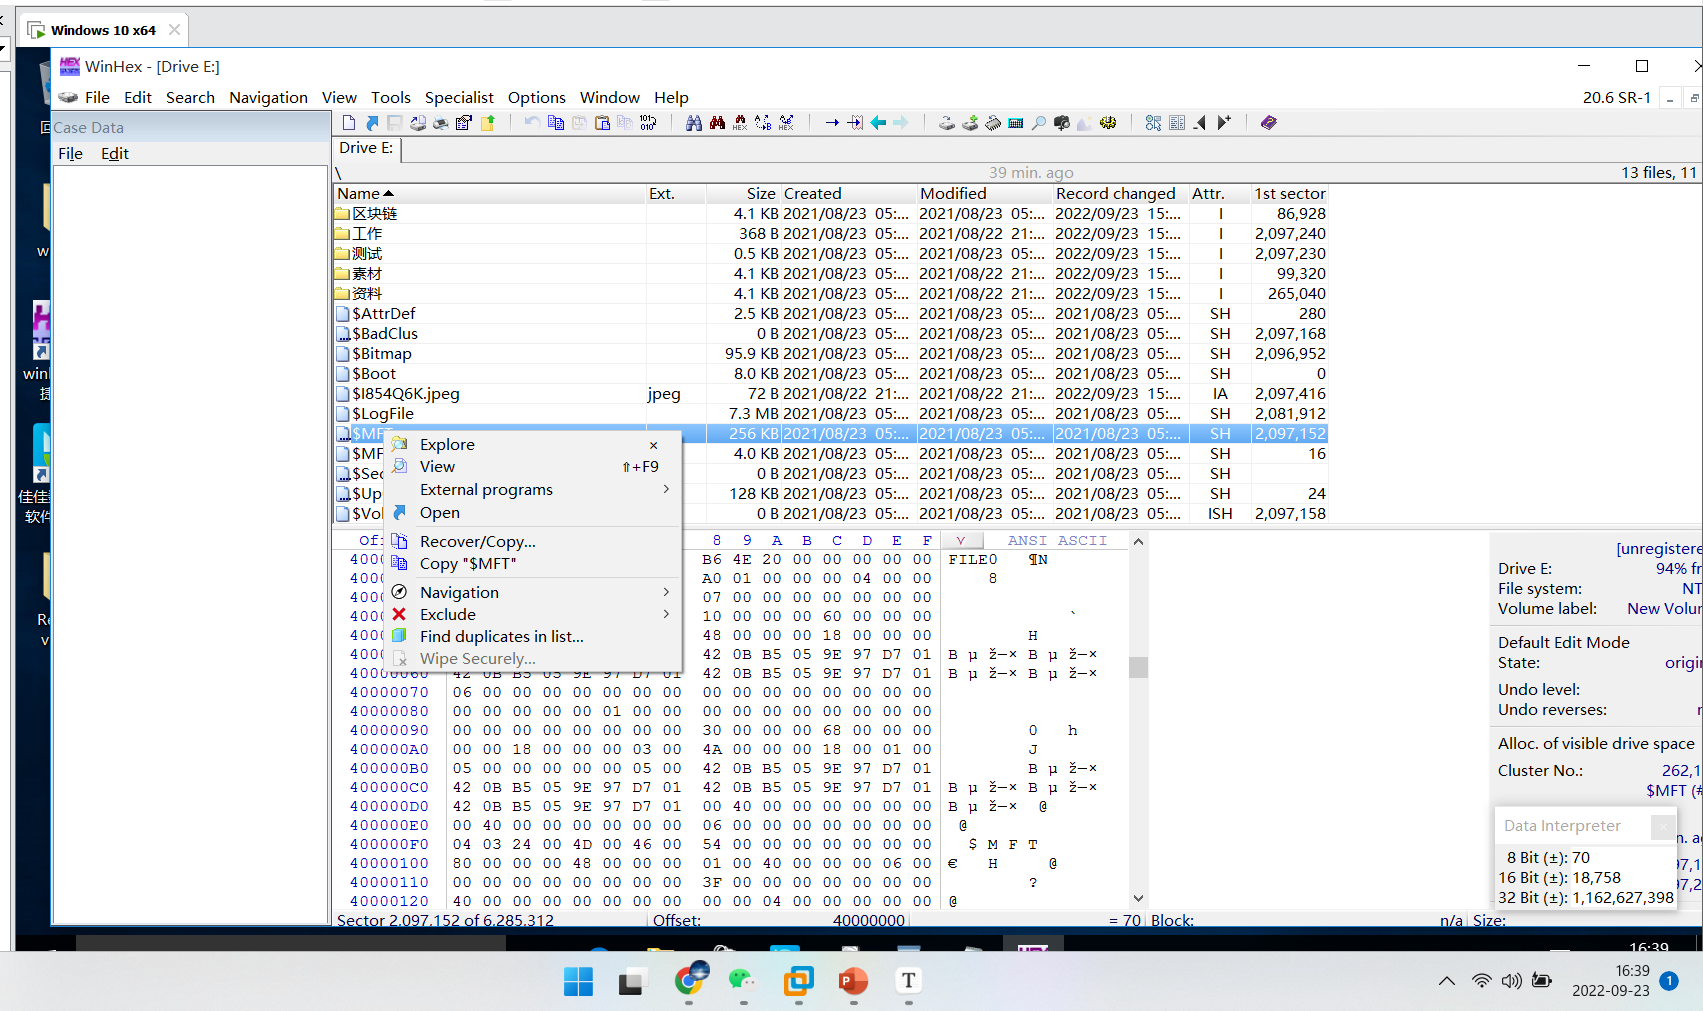 Windows 10 x64
WinHex - [Drive E:]
File Edit Search Navigation View Tools Specialist Options Window Help 20.6 SR-1
Case Data
File Edit
Drive E:
\ 39 min. ago 13 files, 11
Name Ext. Size Created Modified Record changed Attr. 1st sector
区块链 4.1 KB 2021/08/23 05:... 2021/08/23 05:... 2022/09/23 15:... I 86,928
工作 368 B 2021/08/23 05:... 2021/08/22 21:... 2022/09/23 15:... I 2,097,240
测试 0.5 KB 2021/08/23 05:... 2021/08/23 05:... 2022/09/23 15:... I 2,097,230
素材 4.1 KB 2021/08/23 05:... 2021/08/22 21:... 2022/09/23 15:... I 99,320
资料 4.1 KB 2021/08/23 05:... 2021/08/22 21:... 2022/09/23 15:... I 265,040
$AttrDef 2.5 KB 2021/08/23 05:... 2021/08/23 05:... 2021/08/23 05:... SH 280
$BadClus 0 B 2021/08/23 05:... 2021/08/23 05:... 2021/08/23 05:... SH 2,097,168
$Bitmap 95.9 KB 2021/08/23 05:... 2021/08/23 05:... 2021/08/23 05:... SH 2,096,952
$Boot 8.0 KB 2021/08/23 05:... 2021/08/23 05:... 2021/08/23 05:... SH 0
$I854Q6K.jpeg jpeg 72 B 2021/08/22 21:... 2021/08/22 21:... 2022/09/23 15:... IA 2,097,416
$LogFile 7.3 MB 2021/08/23 05:... 2021/08/23 05:... 2021/08/23 05:... SH 2,081,912
$MFT 256 KB 2021/08/23 05:... 2021/08/23 05:... 2021/08/23 05:... SH 2,097,152
$MF 4.0 KB 2021/08/23 05:... 2021/08/23 05:... 2021/08/23 05:... SH 16
$Sec 0 B 2021/08/23 05:... 2021/08/23 05:... 2021/08/23 05:... SH
$Up 128 KB 2021/08/23 05:... 2021/08/23 05:... 2021/08/23 05:... SH 24
$Vol 0 B 2021/08/23 05:... 2021/08/23 05:... 2021/08/23 05:... ISH 2,097,158
Explore ×
View ⇑+F9
External programs
Open
Recover/Copy...
Copy "$MFT"
Navigation
Exclude
Find duplicates in list...
Wipe Securely...
Of 8 9 A B C D E F ANSI ASCII
4000 B6 4E 20 00 00 00 00 00 FILE0 ¶N
4000 A0 01 00 00 00 04 00 00 8
4000 07 00 00 00 00 00 00 00
4000 10 00 00 00 60 00 00 00 `
4000 48 00 00 00 18 00 00 00 H
4000 42 0B B5 05 9E 97 D7 01 B µ ž—× B µ ž—×
40000060 42 0B B5 05 9E 97 D7 01 42 0B B5 05 9E 97 D7 01 B µ ž—× B µ ž—×
40000070 06 00 00 00 00 00 00 00 00 00 00 00 00 00 00 00
40000080 00 00 00 00 00 01 00 00 00 00 00 00 00 00 00 00
40000090 00 00 00 00 00 00 00 00 30 00 00 00 68 00 00 00 0 h
400000A0 00 00 18 00 00 00 03 00 4A 00 00 00 18 00 01 00 J
400000B0 05 00 00 00 00 00 05 00 42 0B B5 05 9E 97 D7 01 B µ ž—×
400000C0 42 0B B5 05 9E 97 D7 01 42 0B B5 05 9E 97 D7 01 B µ ž—× B µ ž—×
400000D0 42 0B B5 05 9E 97 D7 01 00 40 00 00 00 00 00 00 B µ ž—× @
400000E0 00 40 00 00 00 00 00 00 06 00 00 00 00 00 00 00 @
400000F0 04 03 24 00 4D 00 46 00 54 00 00 00 00 00 00 00 $ M F T
40000100 80 00 00 00 48 00 00 00 01 00 40 00 00 00 06 00 € H @
40000110 00 00 00 00 00 00 00 00 3F 00 00 00 00 00 00 00 ?
40000120 40 00 00 00 00 00 00 00 00 00 04 00 00 00 00 00 @
[unregistere
Drive E: 94% fr
File system: NT
Volume label: New Volu
Default Edit Mode
State: origi
Undo level:
Undo reverses:
Alloc. of visible drive space
Cluster No.: 262,1
$MFT (#
Data Interpreter
8 Bit (±): 70
16 Bit (±): 18,758
32 Bit (±): 1,162,627,398
Sector 2,097,152 of 6,285,312 Offset: 40000000 = 70 Block: n/a Size:
16:39
16:39
2022-09-23
1